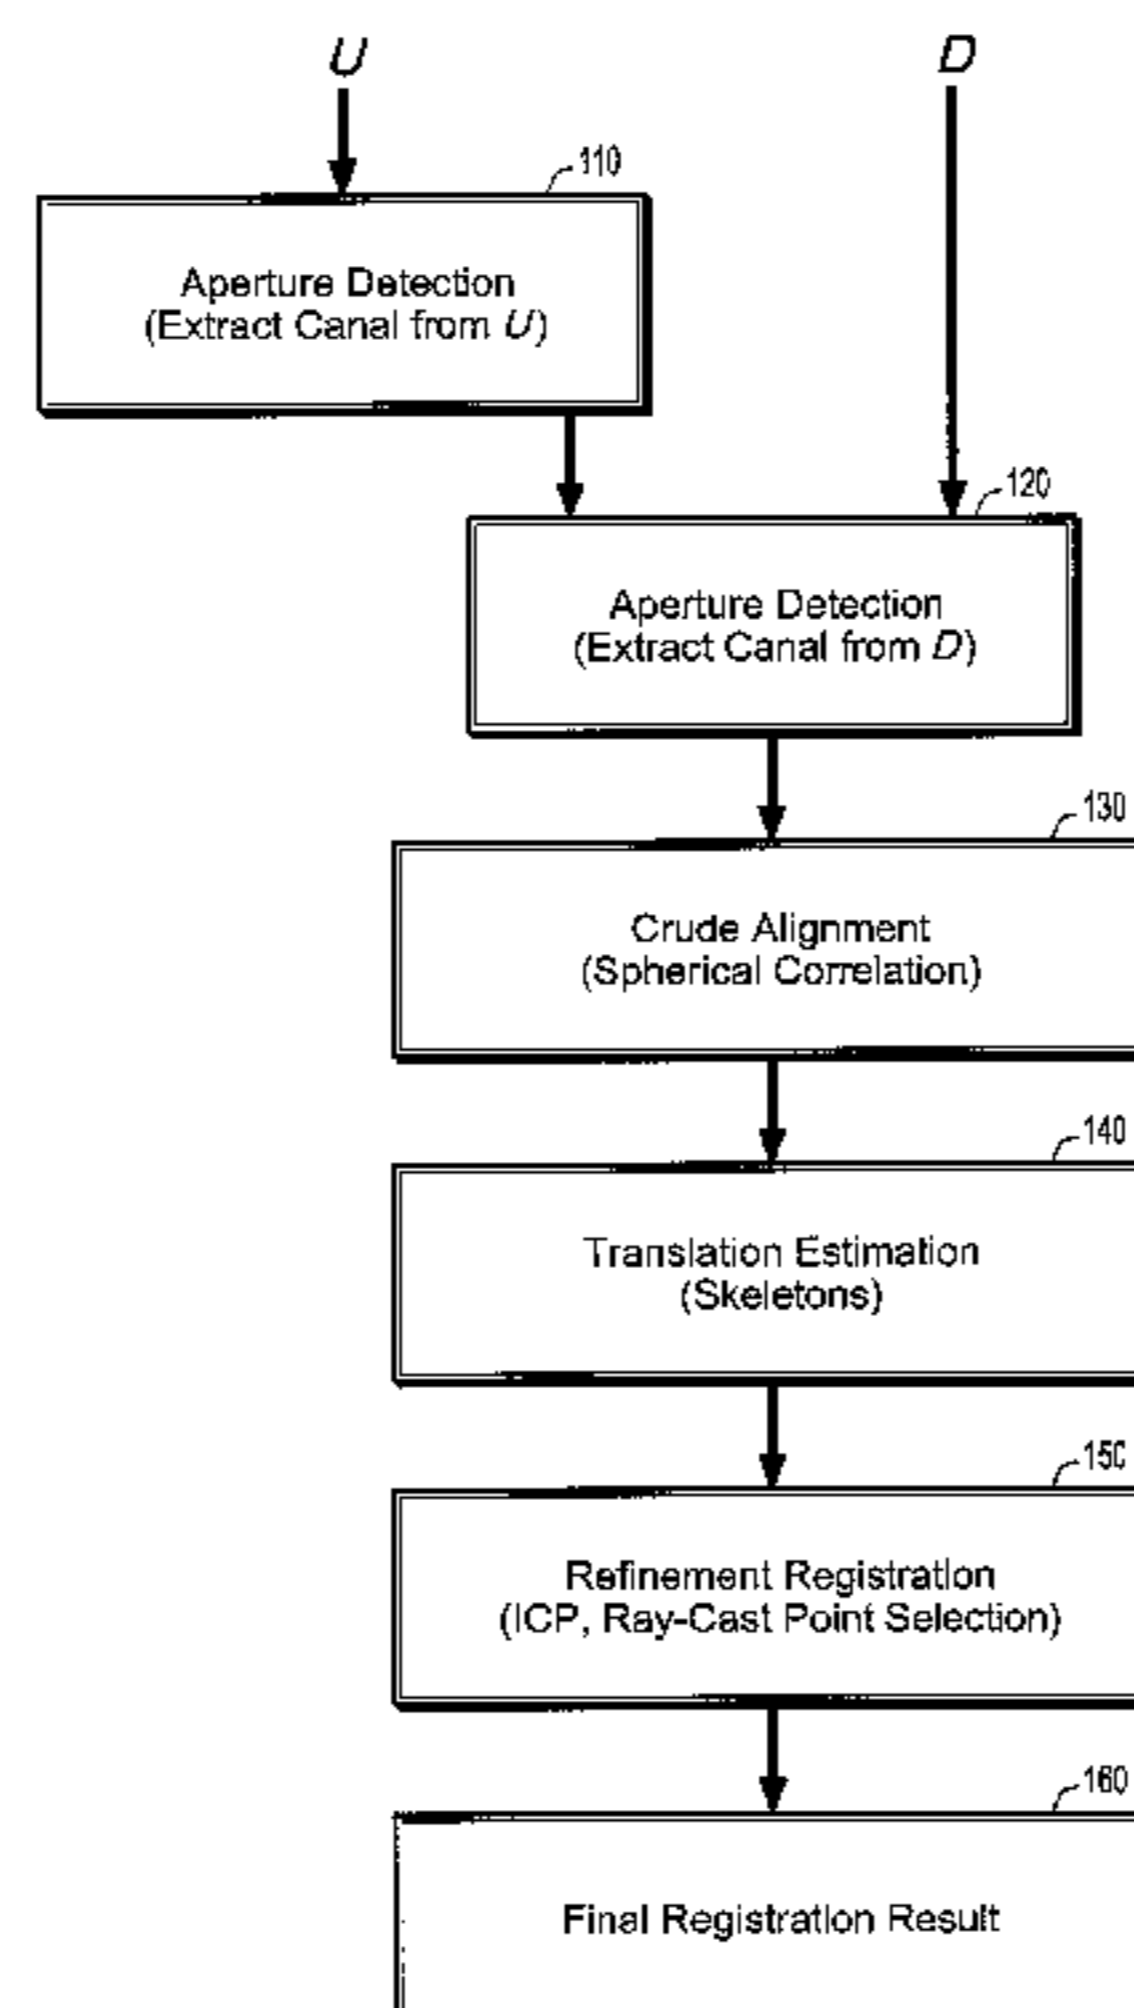 U
D
110
Aperture Detection
(Extract Canal from U)
120
Aperture Detection
(Extract Canal from D)
130
Crude Alignment
(Spherical Correlation)
140
Translation Estimation
(Skeletons)
150
Refinement Registration
(ICP, Ray-Cast Point Selection)
160
Final Registration Result